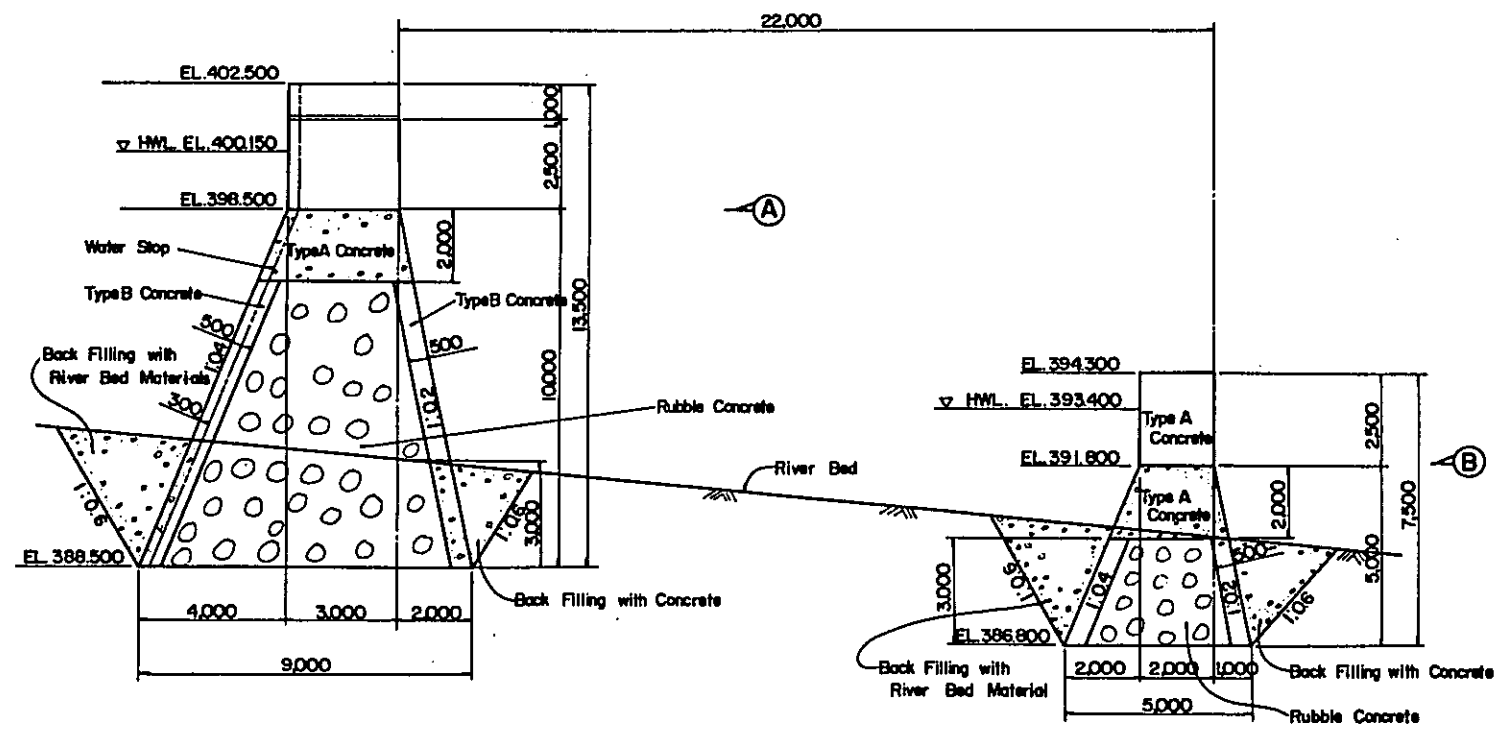 22,000
EL.402.500
1,000
HWL. EL.400.150
2,500
EL.398.500
A
Water Stop
Type A Concrete
2,000
Type B Concrete
Type B Concrete
13,500
500
1:0.4
500
Back Filling with
River Bed Materials
300
10,000
1:0.2
Rubble Concrete
River Bed
1:0.6
1:0.6
3,000
EL.388.500
Back Filling with Concrete
4,000
3,000
2,000
9,000
EL.394.300
HWL. EL.393.400
Type A
Concrete
2,500
EL.391.800
B
Type A
Concrete
2,000
7,500
500
5,000
3,000
1:0.6
1:0.4
1:0.2
1:0.6
EL.386.800
Back Filling with
River Bed Material
2,000
2,000
1,000
Back Filling with Concrete
5,000
Rubble Concrete